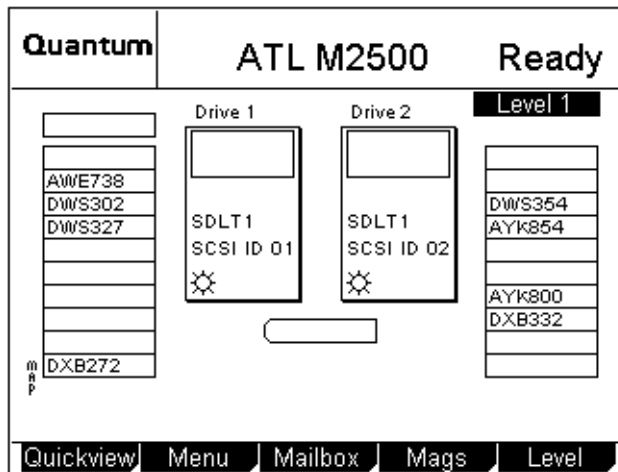 Quantum
ATL M2500
Ready
Level 1
Drive 1
Drive 2
AWE738
DWS302
DWS327
DXB272
map
SDLT1
SCSI ID 01
SDLT1
SCSI ID 02
DWS354
AYK854
AYK800
DXB332
Quickview
Menu
Mailbox
Mags
Level